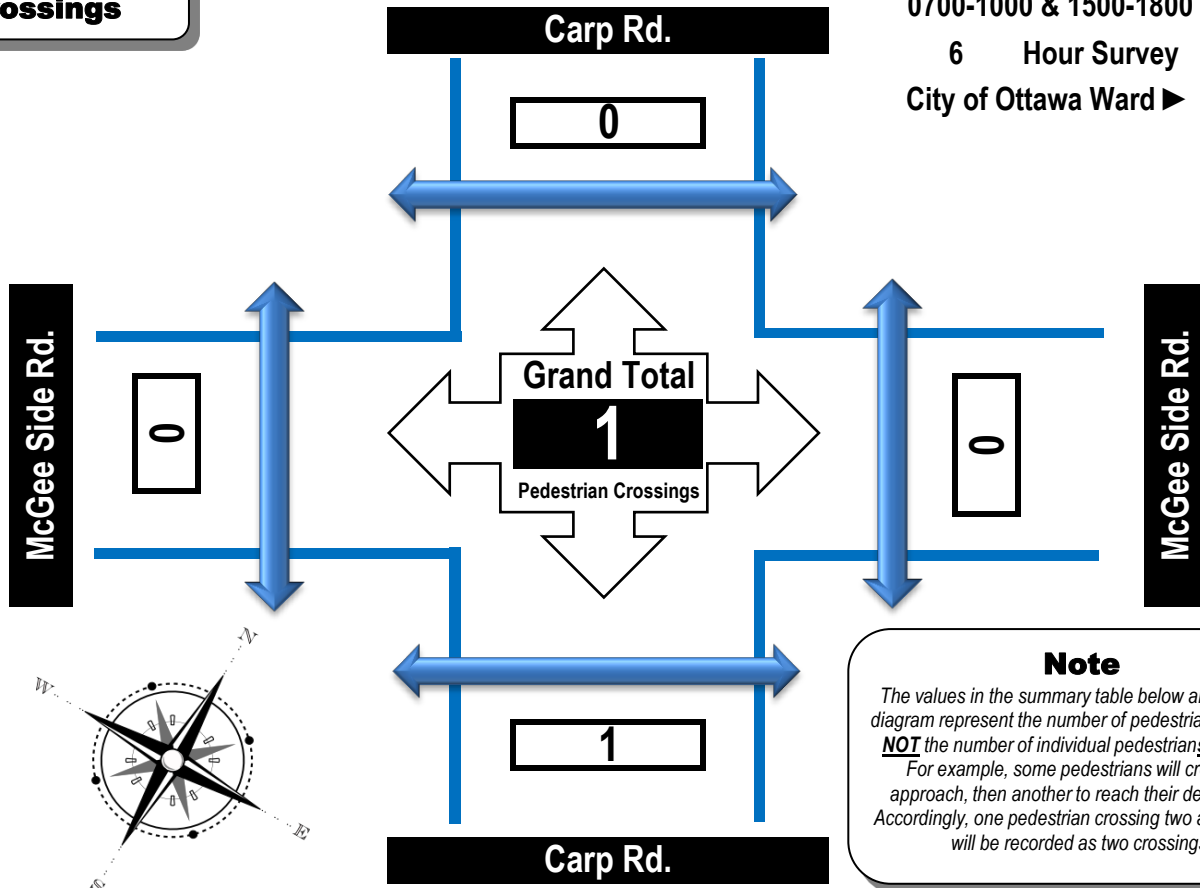 ossings
0700-1000 & 1500-1800
6 Hour Survey
City of Ottawa Ward ►
Carp Rd.
0
McGee Side Rd.
0
Grand Total
1
Pedestrian Crossings
0
McGee Side Rd.
N
W
E
1
Carp Rd.
Note
The values in the summary table below a
diagram represent the number of pedestria
NOT the number of individual pedestrians
For example, some pedestrians will cr
approach, then another to reach their de
Accordingly, one pedestrian crossing two a
will be recorded as two crossings